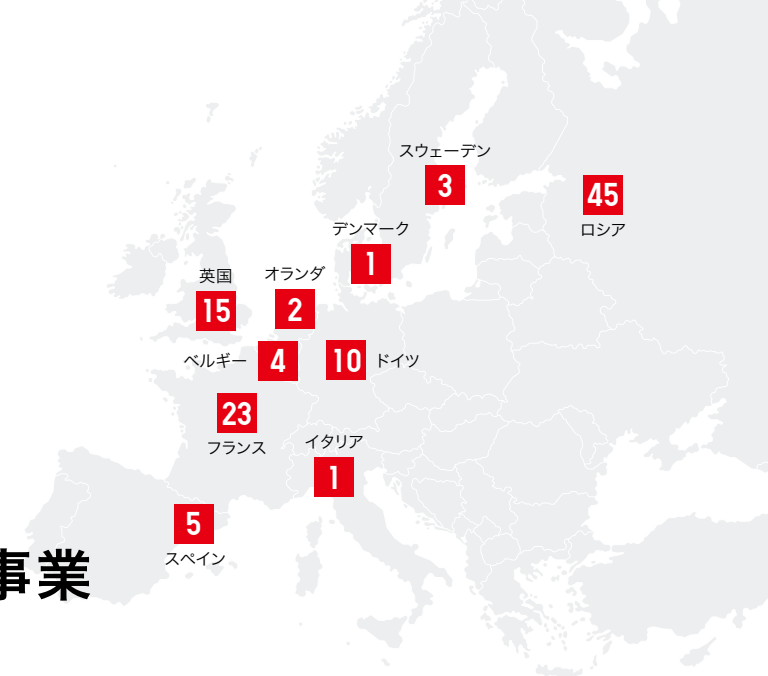 スウェーデン
3
45
ロシア
デンマーク
1
英国
15
オランダ
2
ベルギー
4
10
ドイツ
23
フランス
イタリア
1
5
スペイン
事業